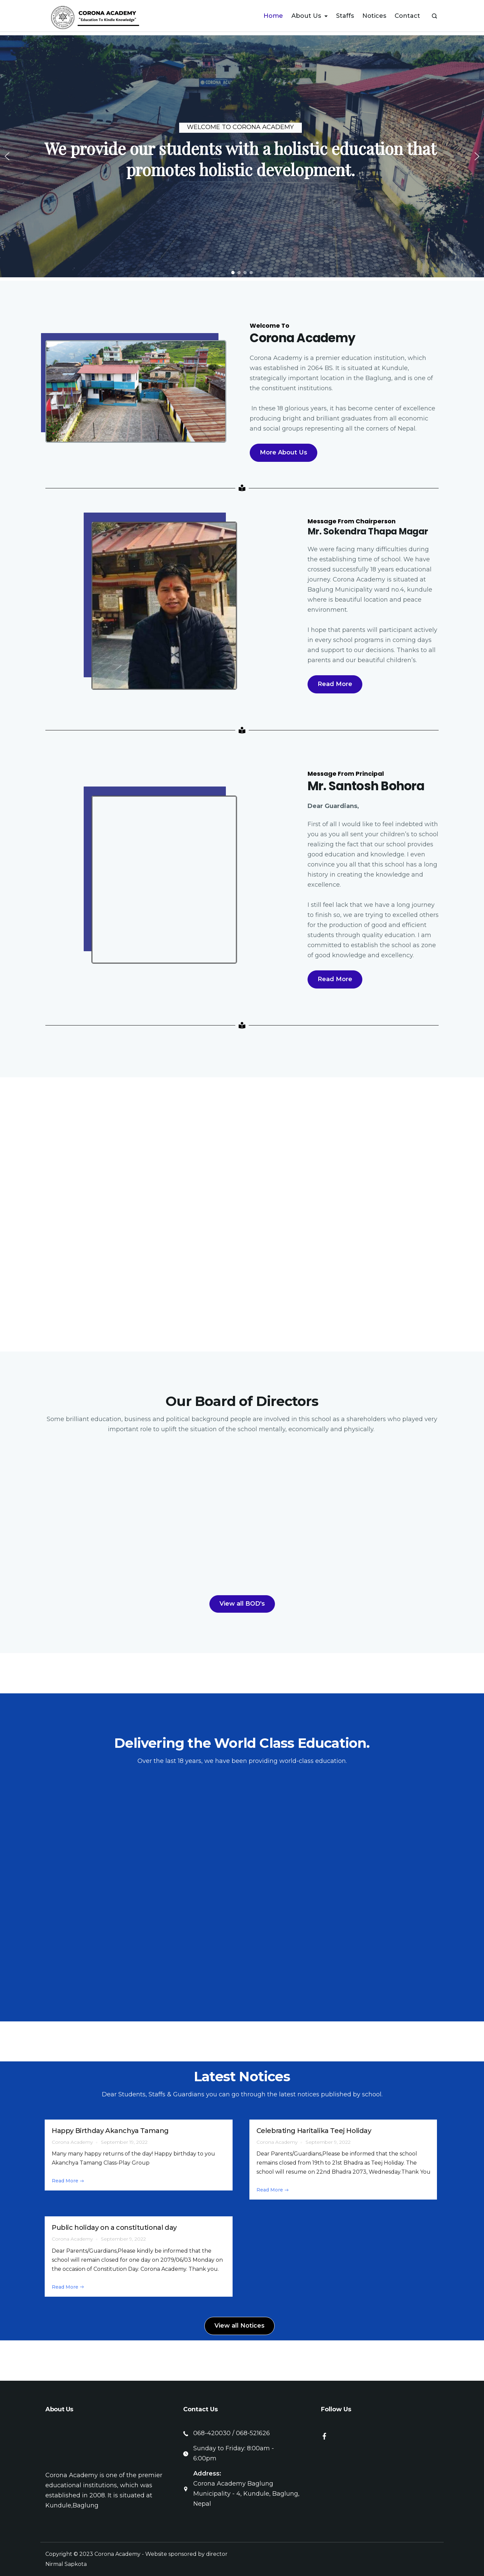 CORONA ACADEMY
"Education To Kindle Knowledge"
Home
About Us
Staffs
Notices
Contact
WELCOME TO CORONA ACADEMY
We provide our students with a holistic education that
promotes holistic development.
Welcome To
Corona Academy
Corona Academy is a premier education institution, which
was established in 2064 BS. It is situated at Kundule,
strategically important location in the Baglung, and is one of
the constituent institutions.
In these 18 glorious years, it has become center of excellence
producing bright and brilliant graduates from all economic
and social groups representing all the corners of Nepal.
More About Us
Message From Chairperson
Mr. Sokendra Thapa Magar
We were facing many difficulties during
the establishing time of school. We have
crossed successfully 18 years educational
journey. Corona Academy is situated at
Baglung Municipality ward no.4, kundule
where is beautiful location and peace
environment.
I hope that parents will participant actively
in every school programs in coming days
and support to our decisions. Thanks to all
parents and our beautiful children's.
Read More
Message From Principal
Mr. Santosh Bohora
Dear Guardians,
First of all I would like to feel indebted with
you as you all sent your children's to school
realizing the fact that our school provides
good education and knowledge. I even
convince you all that this school has a long
history in creating the knowledge and
excellence.
I still feel lack that we have a long journey
to finish so, we are trying to excelled others
for the production of good and efficient
students through quality education. I am
committed to establish the school as zone
of good knowledge and excellency.
Read More
Our Board of Directors
Some brilliant education, business and political background people are involved in this school as a shareholders who played very
important role to uplift the situation of the school mentally, economically and physically.
View all BOD's
Delivering the World Class Education.
Over the last 18 years, we have been providing world-class education.
Latest Notices
Dear Students, Staffs & Guardians you can go through the latest notices published by school.
Happy Birthday Akanchya Tamang
Many many happy returns of the day! Happy birthday to you
Akanchya Tamang Class-Play Group
Read More →
Celebrating Haritalika Teej Holiday
Dear Parents/Guardians,Please be informed that the school
remains closed from 19th to 21st Bhadra as Teej Holiday. The
school will resume on 22nd Bhadra 2073, Wednesday.Thank You
Read More →
Public holiday on a constitutional day
Dear Parents/Guardians,Please kindly be informed that the
school will remain closed for one day on 2079/06/03 Monday on
the occasion of Constitution Day. Corona Academy. Thank you.
Read More →
View all Notices
About Us
Corona Academy is one of the premier
educational institutions, which was
established in 2008. It is situated at
Kundule,Baglung
Contact Us
068-420030 / 068-521626
Sunday to Friday: 8:00am -
6:00pm
Address:
Corona Academy Baglung
Municipality - 4, Kundule, Baglung,
Nepal
Follow Us
Copyright © 2023 Corona Academy - Website sponsored by director
Nirmal Sapkota